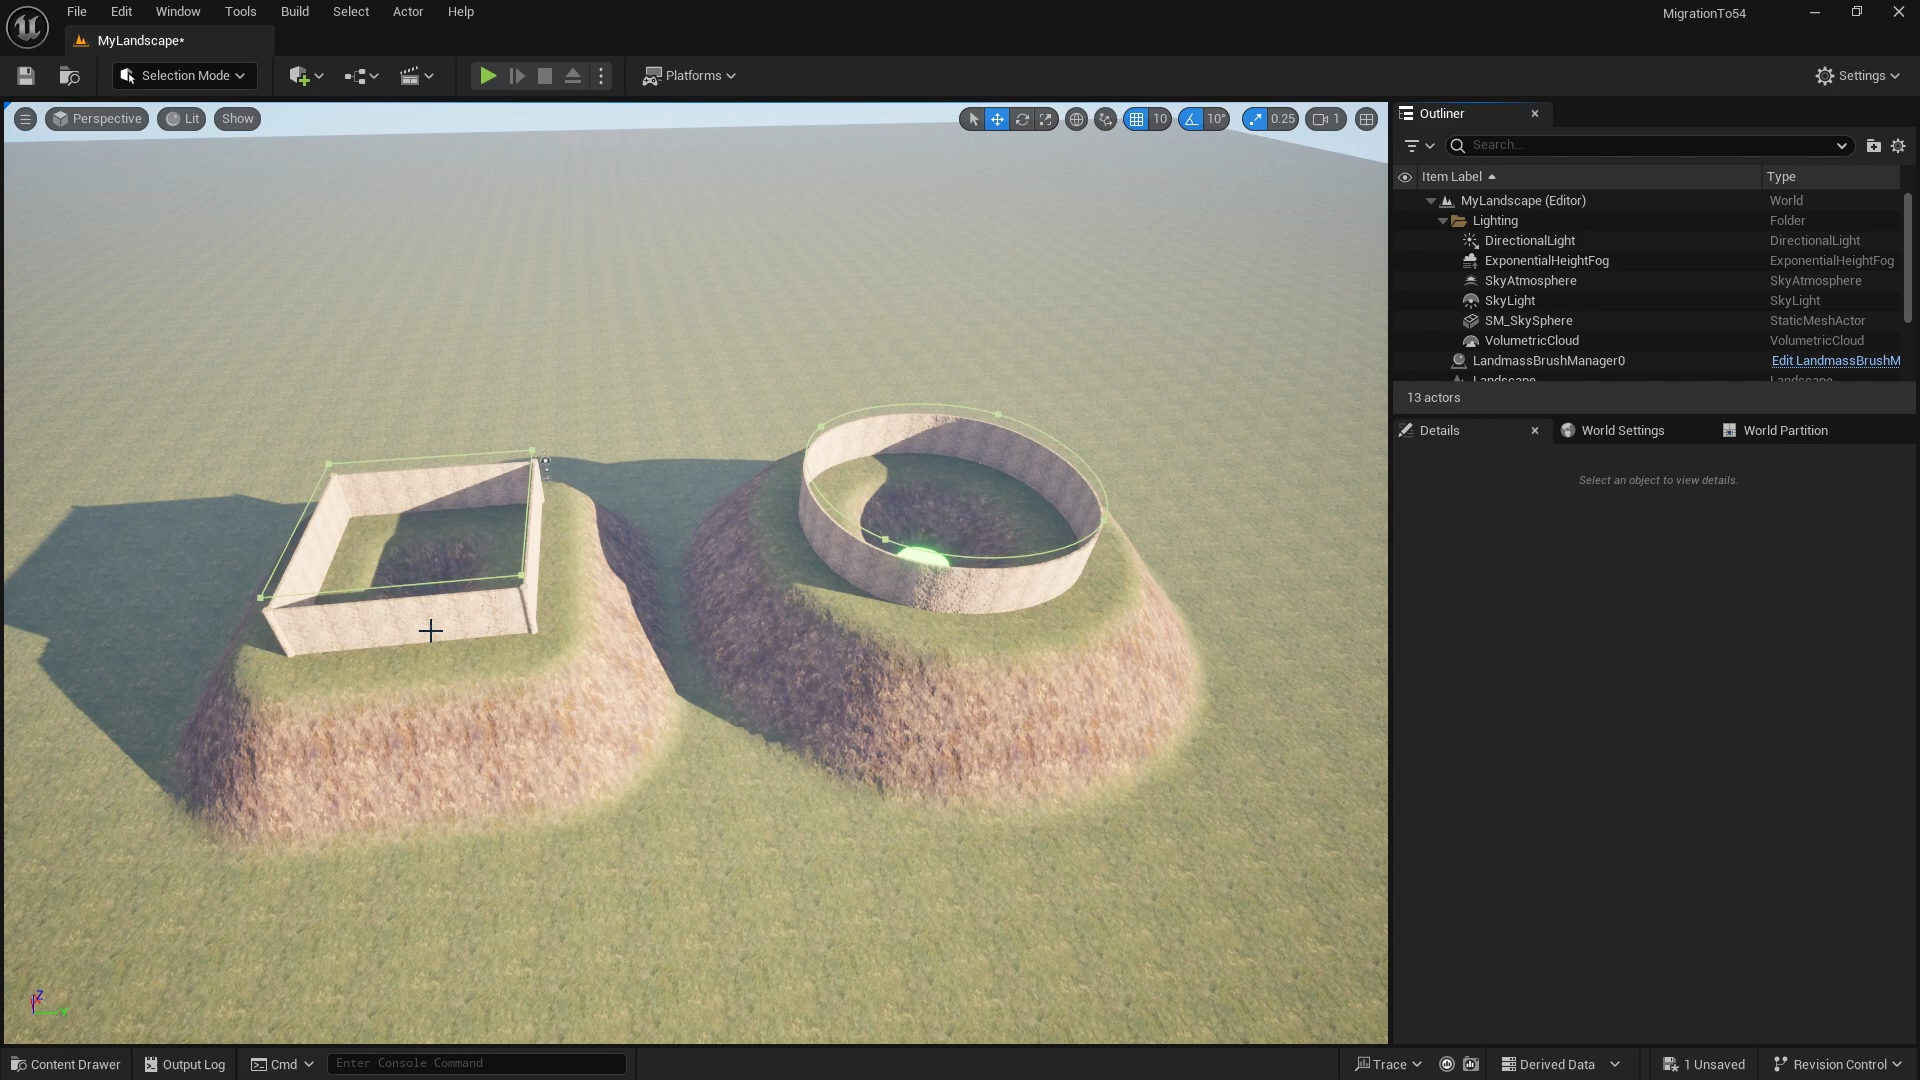 File Edit Window Tools Build Select Actor Help
MigrationTo54
MyLandscape*
Selection Mode
Platforms
Settings
Perspective Lit Show
10 10° 0.25 1
Outliner
Search...
Item Label Type
MyLandscape (Editor) World
Lighting Folder
DirectionalLight DirectionalLight
ExponentialHeightFog ExponentialHeightFog
SkyAtmosphere SkyAtmosphere
SkyLight SkyLight
SM_SkySphere StaticMeshActor
VolumetricCloud VolumetricCloud
LandmassBrushManager0 Edit LandmassBrushM
Landscape Landscape
13 actors
Details World Settings World Partition
Select an object to view details.
Z
Y
Content Drawer Output Log Cmd Enter Console Command
Trace Derived Data 1 Unsaved Revision Control